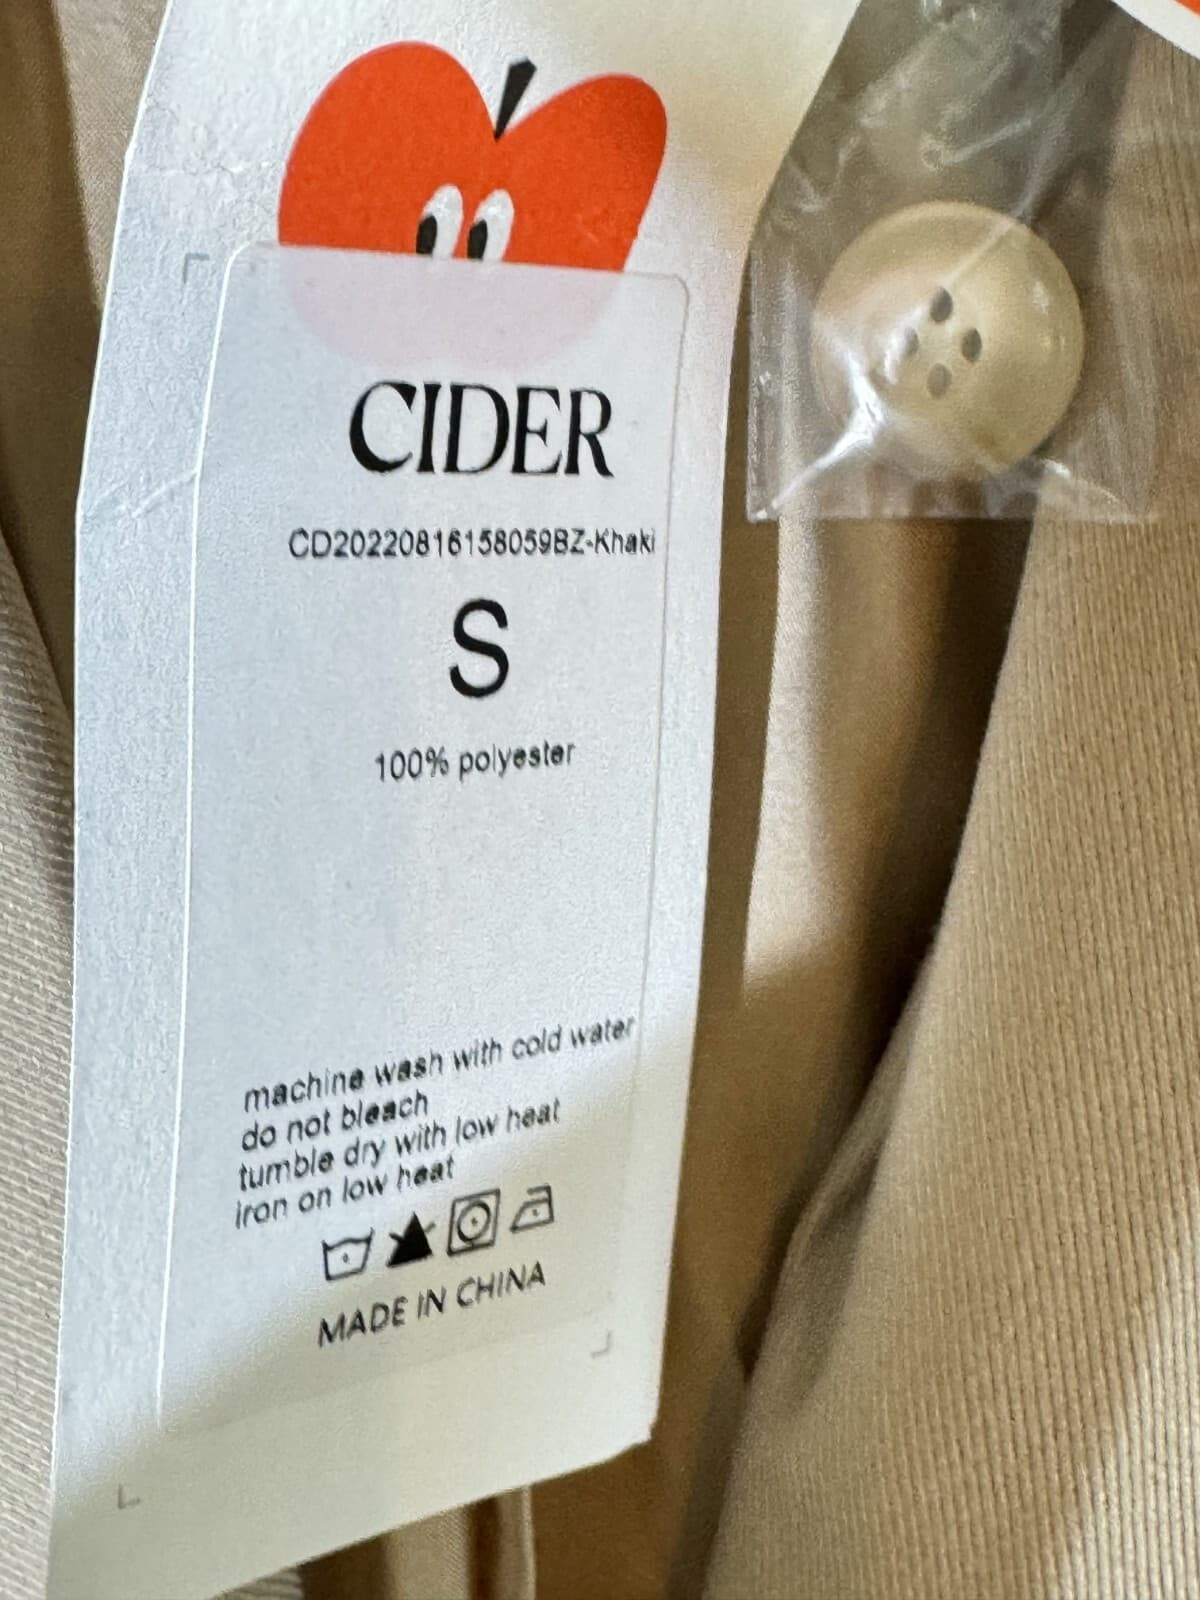 CIDER
CD20220816158059BZ-Khaki
S
100% polyester
machine wash with cold water
do not bleach
tumble dry with low heat
iron on low heat
MADE IN CHINA